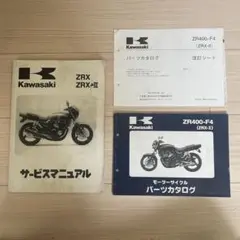 Kawasaki
ZRX
ZRX-Ⅱ
サービスマニュアル
Kawasaki
ZR400-F4
(ZRX-Ⅱ)
パーツカタログ
Kawasaki
ZR400-F4
(ZRX-Ⅱ)
モーターサイクル
パーツカタログ